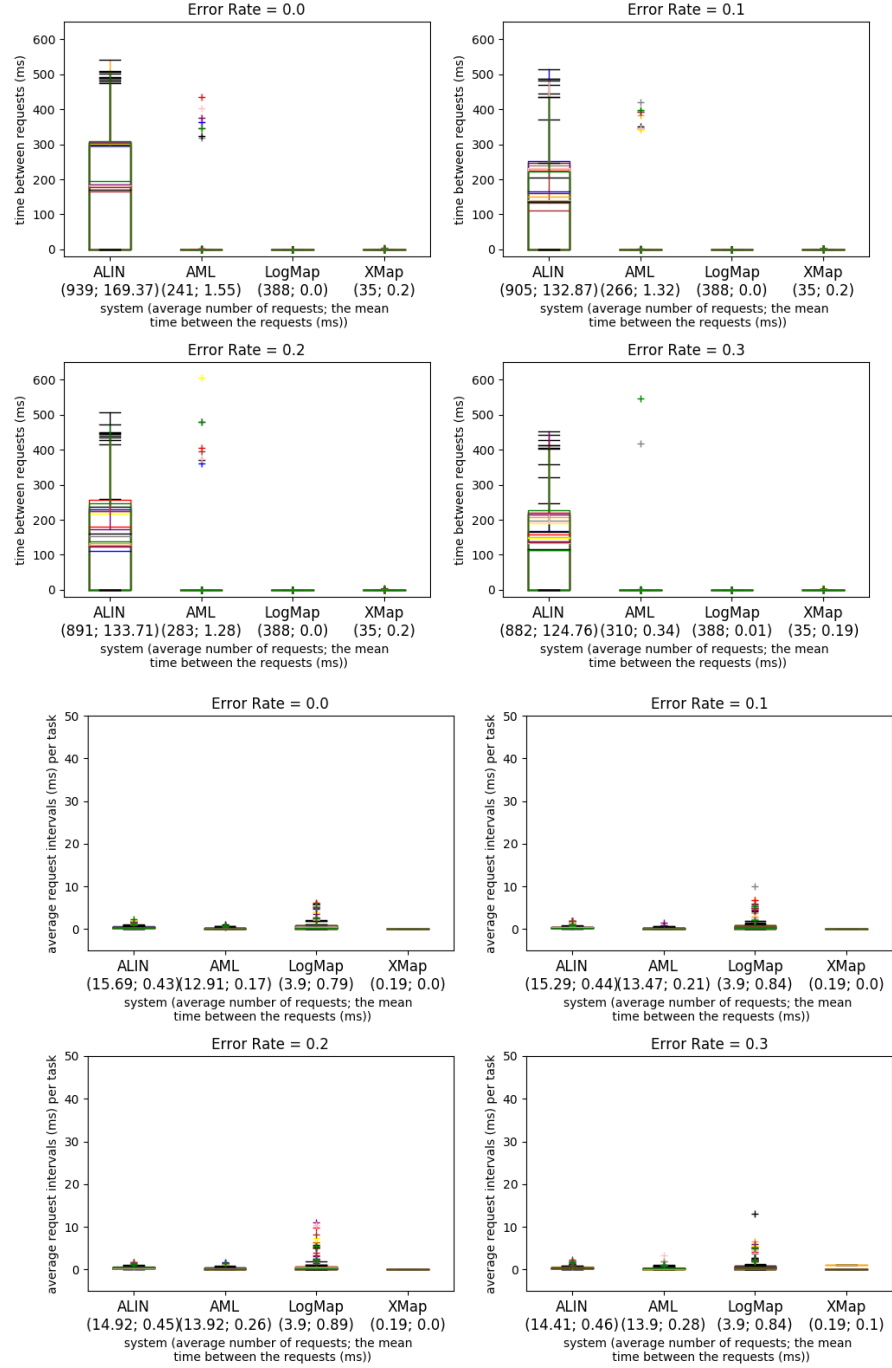 Error Rate = 0.0
time between requests (ms)
600
500
400
300
200
100
0
ALIN AML LogMap XMap
(939; 169.37) (241; 1.55) (388; 0.0) (35; 0.2)
system (average number of requests; the mean
time between the requests (ms))
Error Rate = 0.1
time between requests (ms)
600
500
400
300
200
100
0
ALIN AML LogMap XMap
(905; 132.87) (266; 1.32) (388; 0.0) (35; 0.2)
system (average number of requests; the mean
time between the requests (ms))
Error Rate = 0.2
time between requests (ms)
600
500
400
300
200
100
0
ALIN AML LogMap XMap
(891; 133.71) (283; 1.28) (388; 0.0) (35; 0.2)
system (average number of requests; the mean
time between the requests (ms))
Error Rate = 0.3
time between requests (ms)
600
500
400
300
200
100
0
ALIN AML LogMap XMap
(882; 124.76) (310; 0.34) (388; 0.01) (35; 0.19)
system (average number of requests; the mean
time between the requests (ms))
Error Rate = 0.0
average request intervals (ms) per task
50
40
30
20
10
0
ALIN AML LogMap XMap
(15.69; 0.43)(12.91; 0.17) (3.9; 0.79) (0.19; 0.0)
system (average number of requests; the mean
time between the requests (ms))
Error Rate = 0.1
average request intervals (ms) per task
50
40
30
20
10
0
ALIN AML LogMap XMap
(15.29; 0.44)(13.47; 0.21) (3.9; 0.84) (0.19; 0.0)
system (average number of requests; the mean
time between the requests (ms))
Error Rate = 0.2
average request intervals (ms) per task
50
40
30
20
10
0
ALIN AML LogMap XMap
(14.92; 0.45)(13.92; 0.26) (3.9; 0.89) (0.19; 0.0)
system (average number of requests; the mean
time between the requests (ms))
Error Rate = 0.3
average request intervals (ms) per task
50
40
30
20
10
0
ALIN AML LogMap XMap
(14.41; 0.46) (13.9; 0.28) (3.9; 0.84) (0.19; 0.1)
system (average number of requests; the mean
time between the requests (ms))